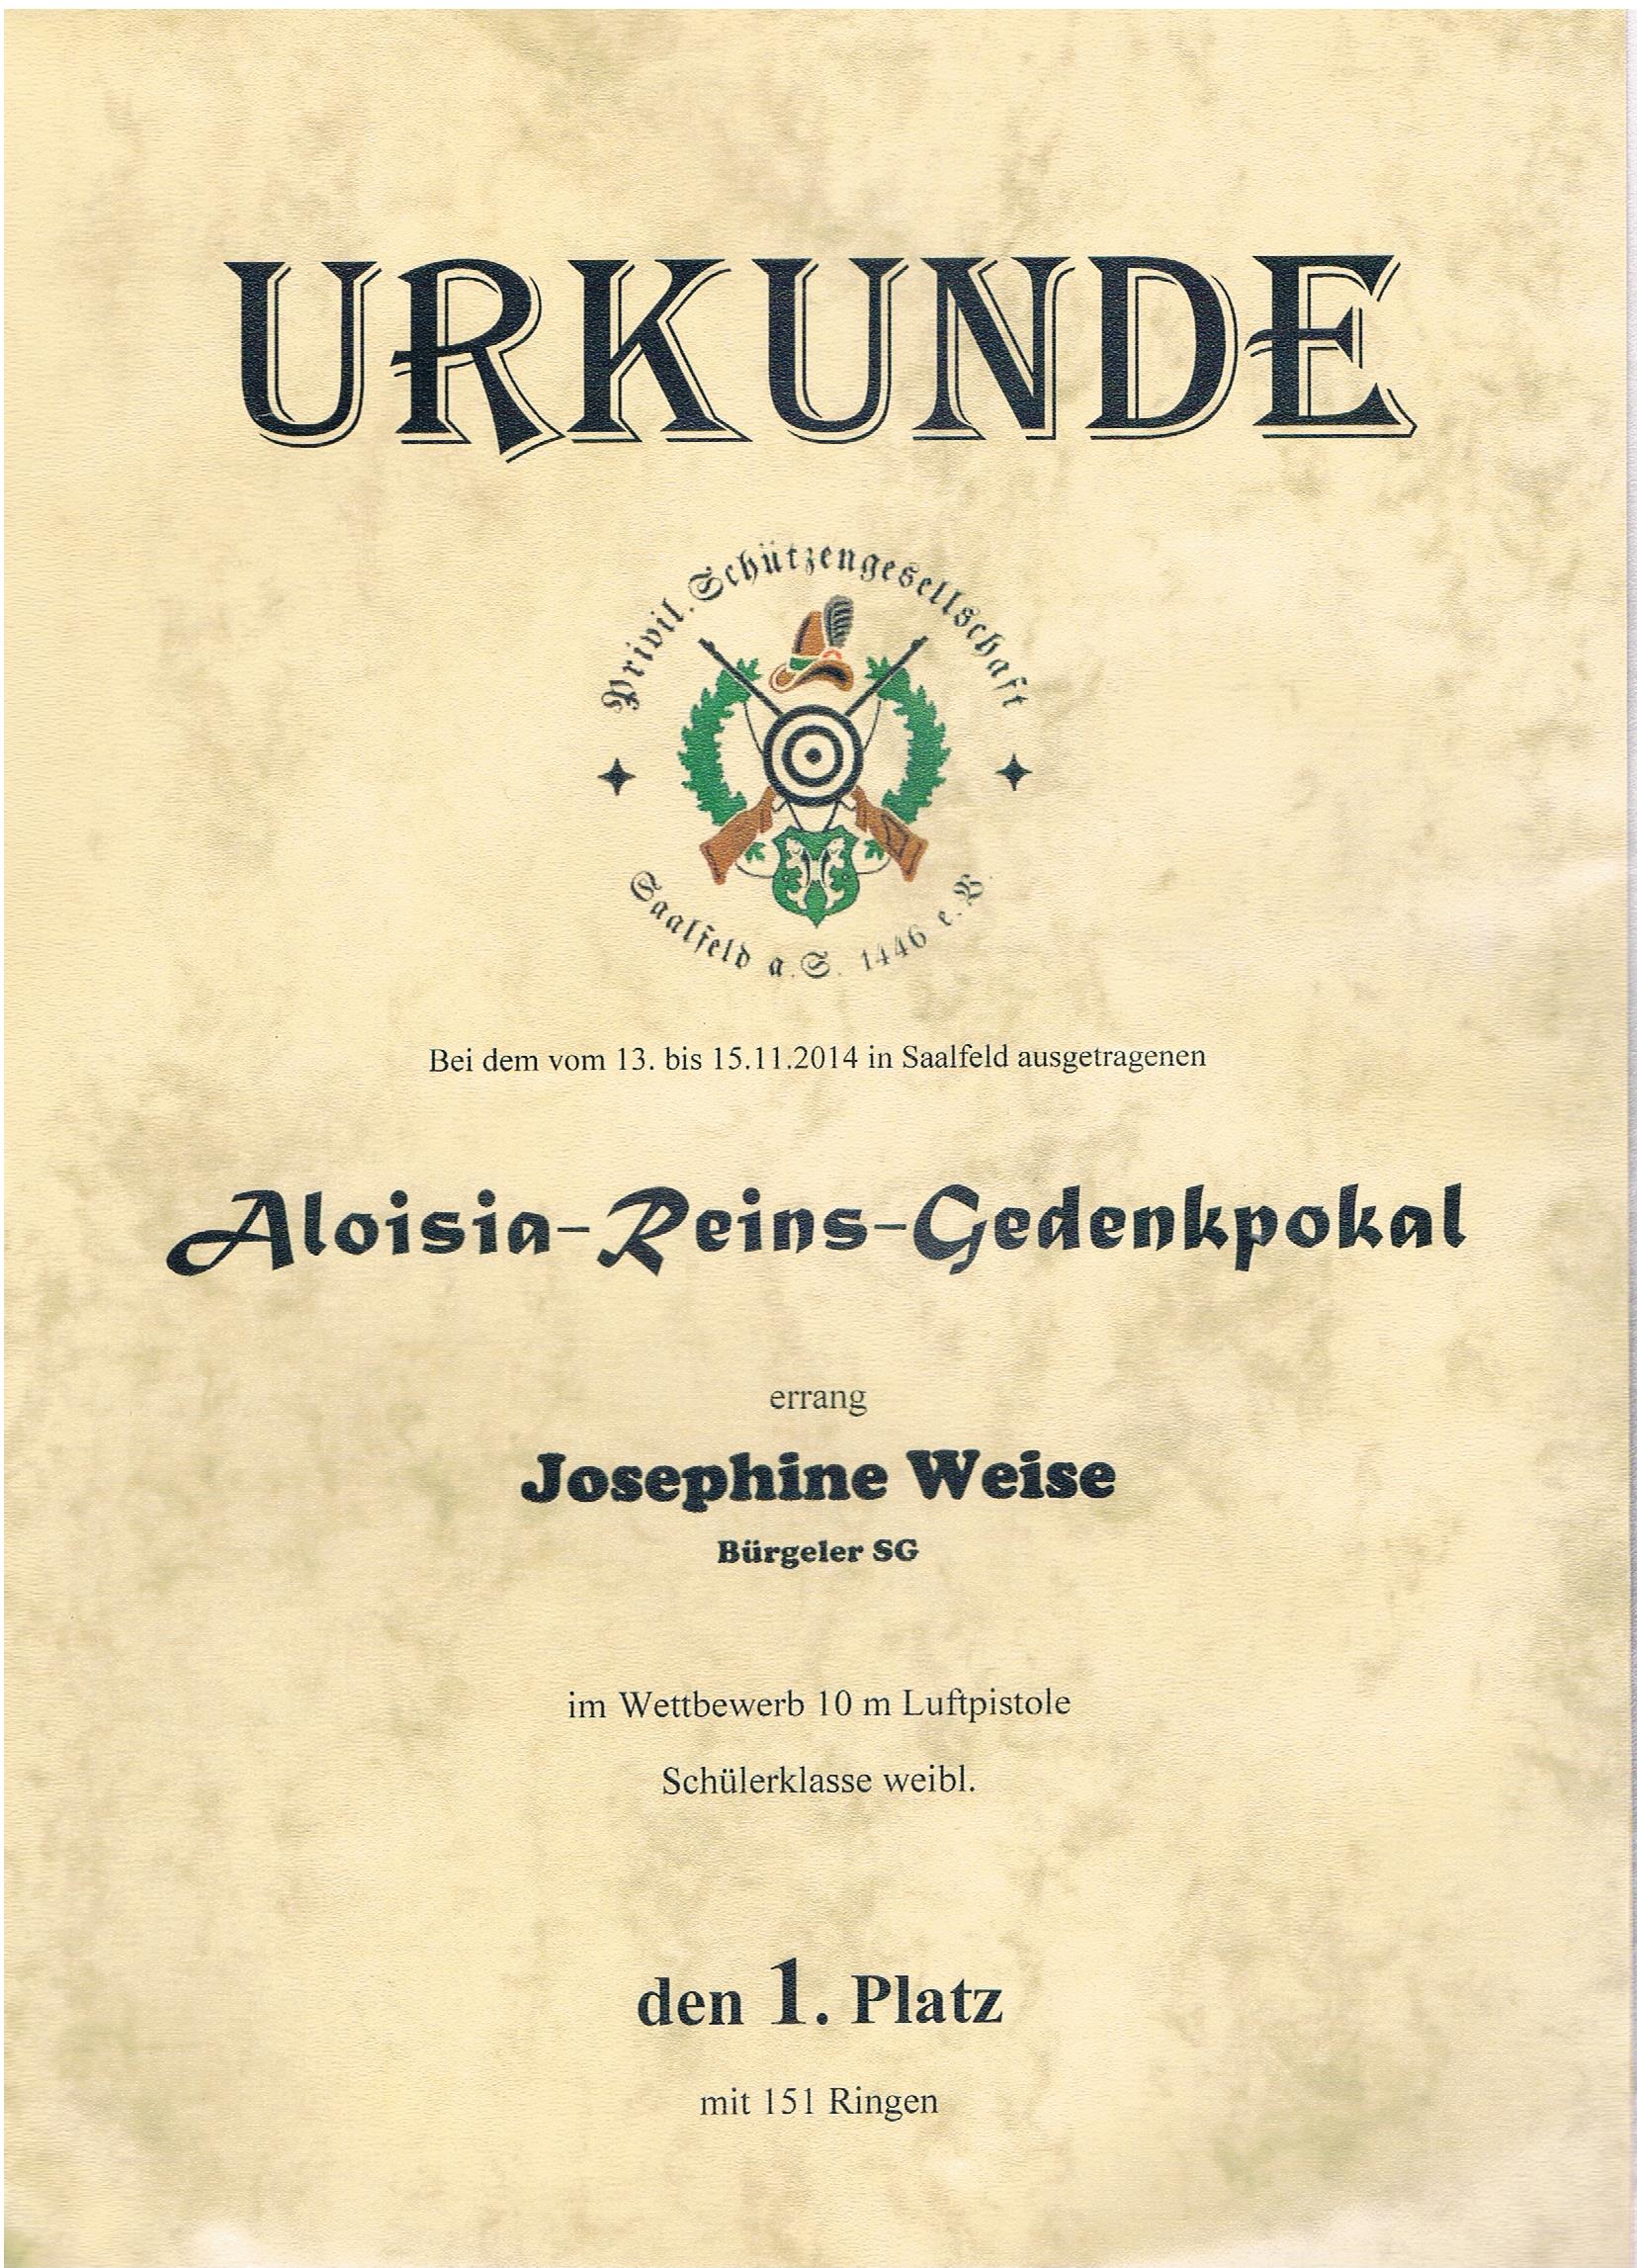 URKUNDE
Privil. Schützengesellschaft
Saalfeld a. S. 1446 e. V.
Bei dem vom 13. bis 15.11.2014 in Saalfeld ausgetragenen
Aloisia-Reins-Gedenkpokal
errang
Josephine Weise
Bürgeler SG
im Wettbewerb 10 m Luftpistole
Schülerklasse weibl.
den 1. Platz
mit 151 Ringen